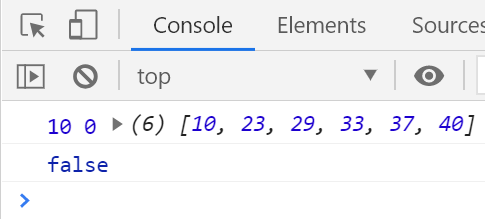 Console Elements Sources
top
10 0 (6) [10, 23, 29, 33, 37, 40]
false